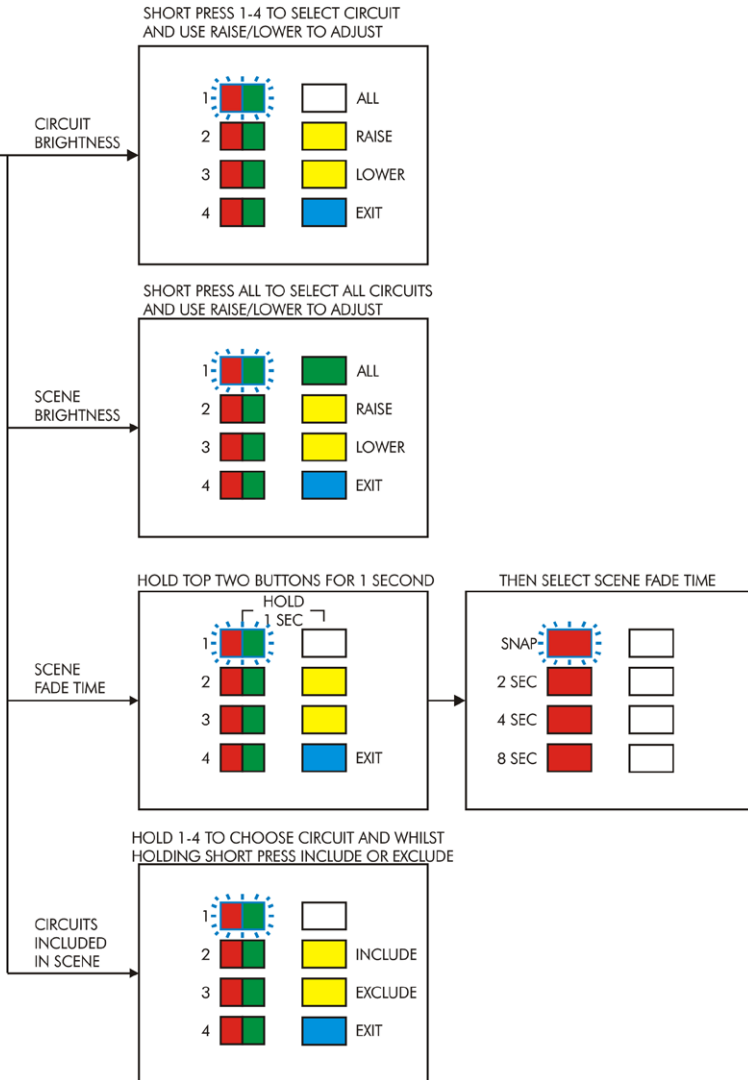 SHORT PRESS 1-4 TO SELECT CIRCUIT
AND USE RAISE/LOWER TO ADJUST
CIRCUIT
BRIGHTNESS
1 ALL
2 RAISE
3 LOWER
4 EXIT
SHORT PRESS ALL TO SELECT ALL CIRCUITS
AND USE RAISE/LOWER TO ADJUST
SCENE
BRIGHTNESS
1 ALL
2 RAISE
3 LOWER
4 EXIT
HOLD TOP TWO BUTTONS FOR 1 SECOND
SCENE
FADE TIME
HOLD
1 SEC
1
2
3
4 EXIT
THEN SELECT SCENE FADE TIME
SNAP
2 SEC
4 SEC
8 SEC
HOLD 1-4 TO CHOOSE CIRCUIT AND WHILST
HOLDING SHORT PRESS INCLUDE OR EXCLUDE
CIRCUITS
INCLUDED
IN SCENE
1
2 INCLUDE
3 EXCLUDE
4 EXIT